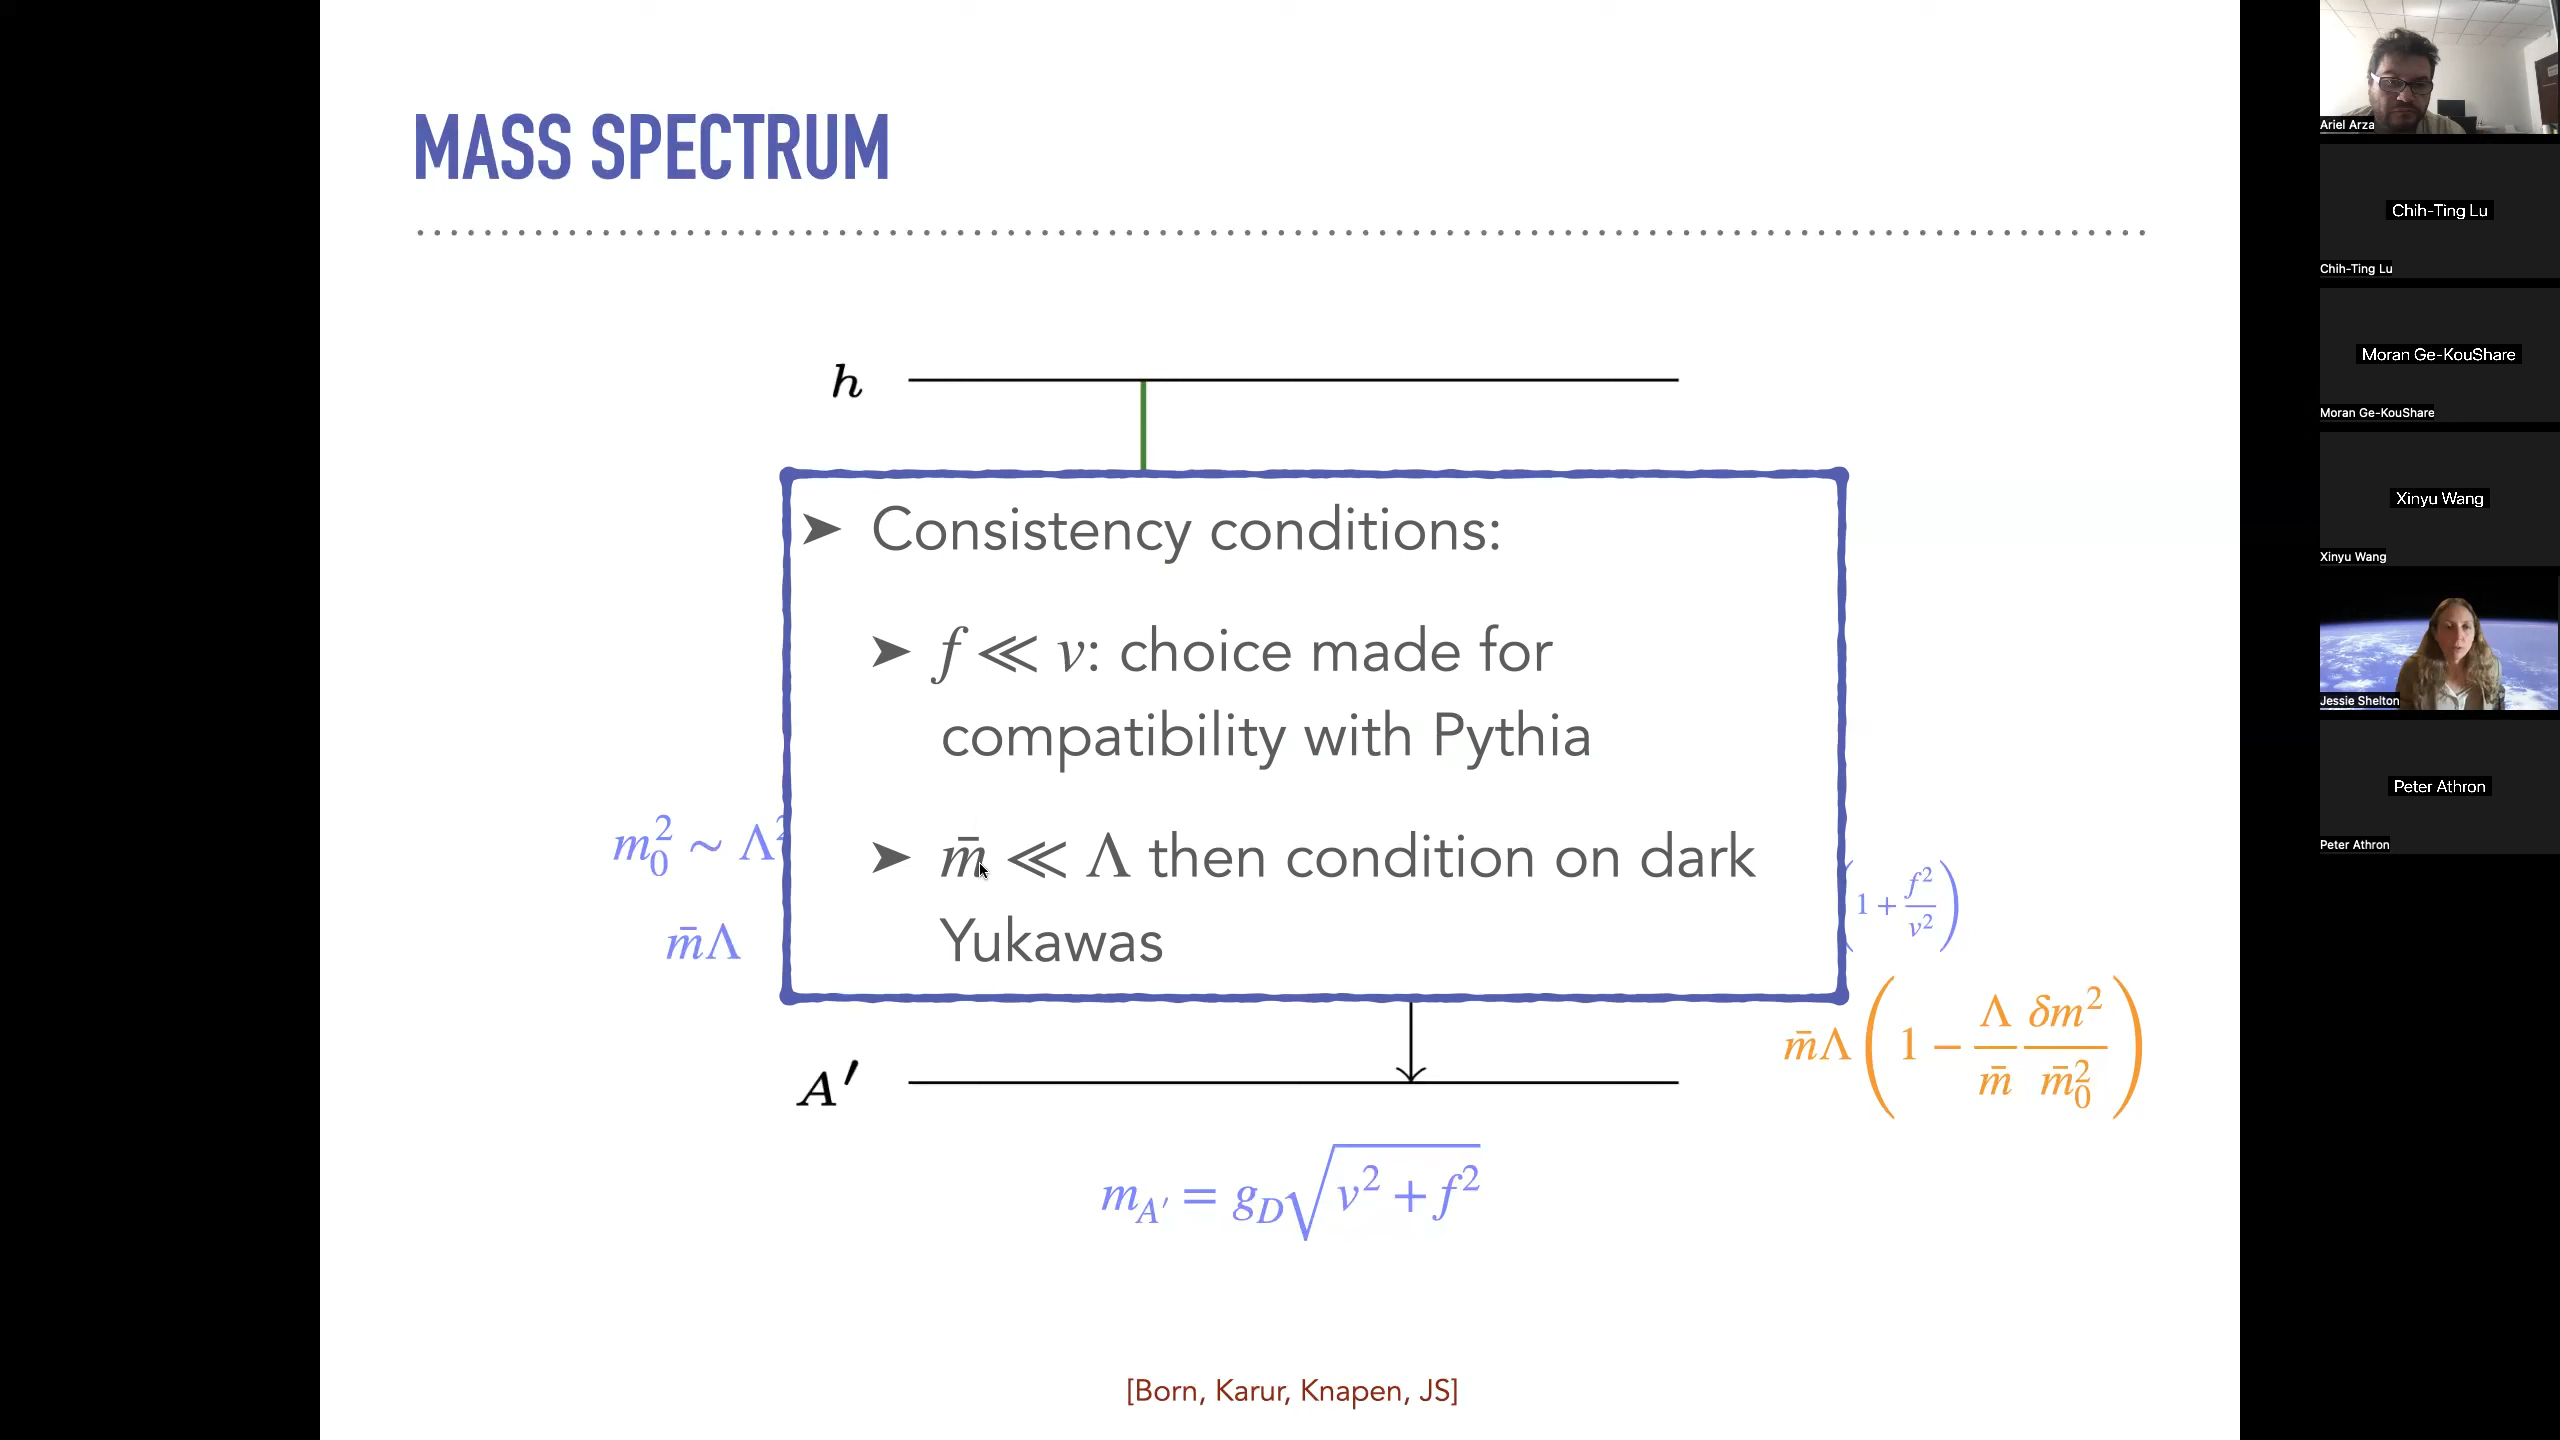 MASS SPECTRUM
h
➤ Consistency conditions:
➤ f ≪ v: choice made for
compatibility with Pythia
➤ m̄ ≪ Λ then condition on dark
Yukawas
m₀² ~ Λ²
m̄Λ
(1 + f²/v²)
m̄Λ(1 − Λ/m̄ δm²/m̄₀²)
A′
m_A′ = g_D√(v² + f²)
[Born, Karur, Knapen, JS]
Ariel Arza
Chih-Ting Lu
Chih-Ting Lu
Moran Ge-KouShare
Moran Ge-KouShare
Xinyu Wang
Xinyu Wang
Jessie Shelton
Peter Athron
Peter Athron